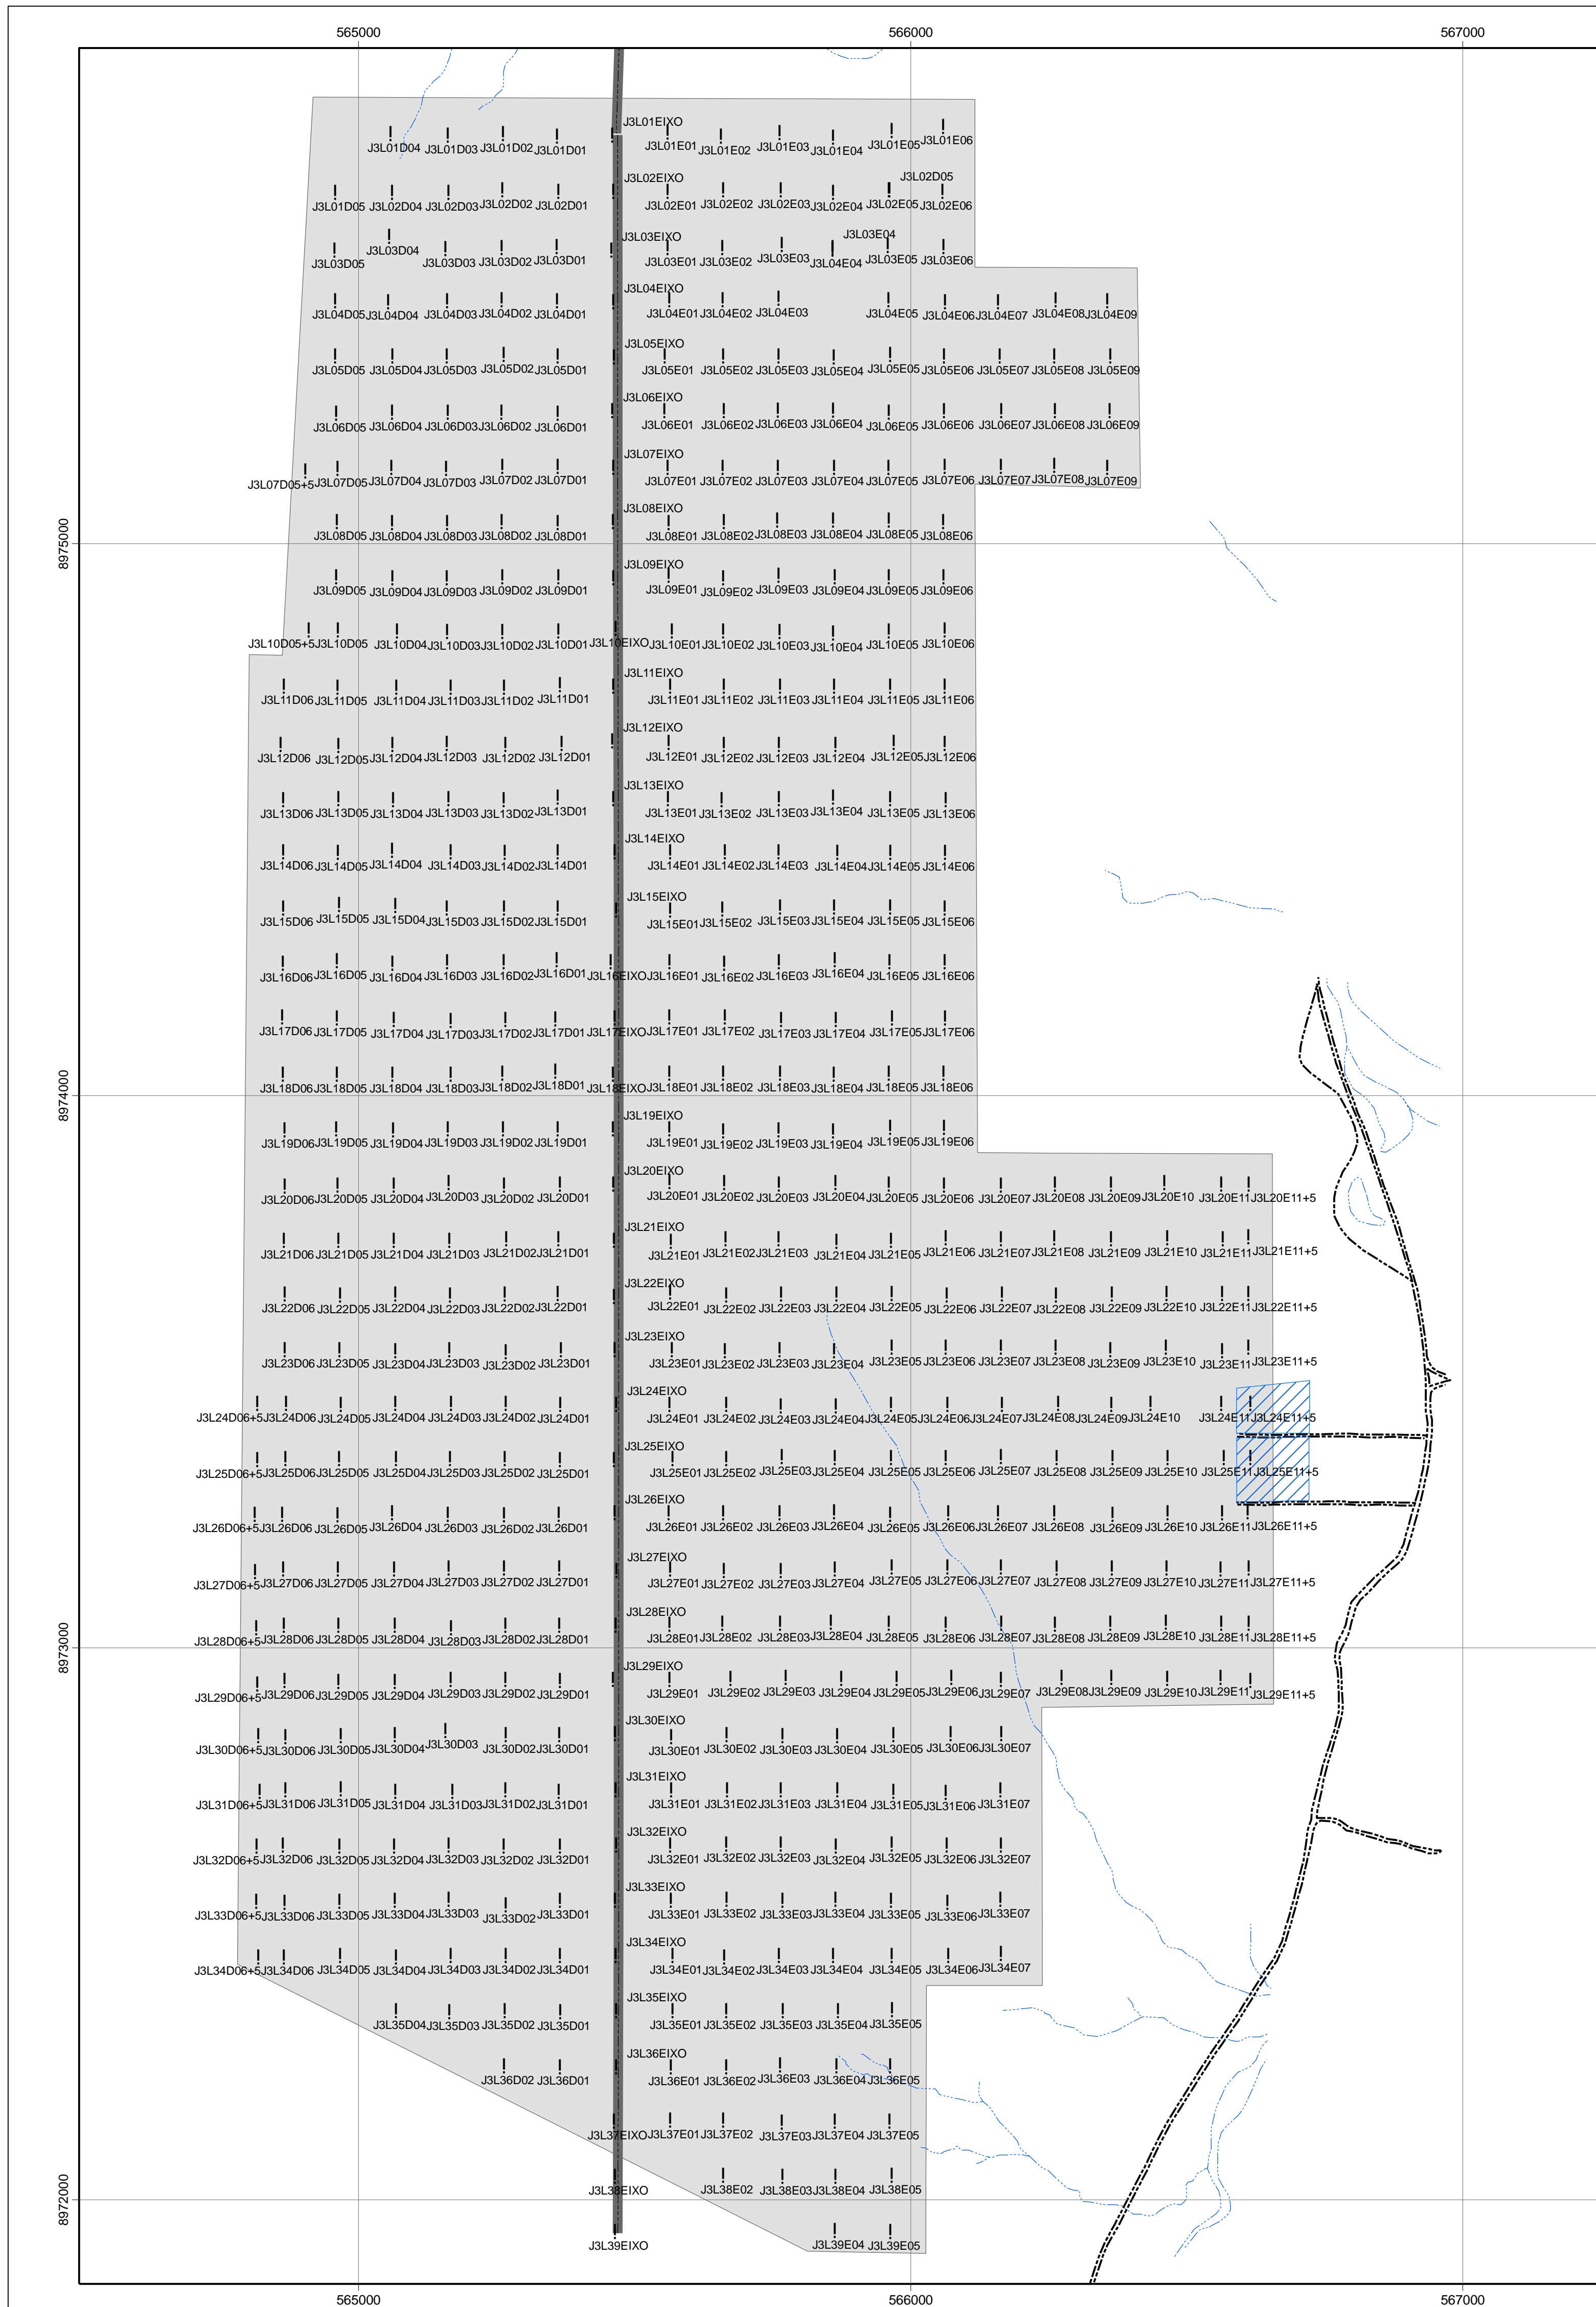 565000 566000 567000
J3L01EIXO
J3L01D04 J3L01D03 J3L01D02 J3L01D01 J3L01E01 J3L01E02 J3L01E03 J3L01E04 J3L01E05 J3L01E06
J3L02EIXO J3L02D05
J3L01D05 J3L02D04 J3L02D03 J3L02D02 J3L02D01 J3L02E01 J3L02E02 J3L02E03 J3L02E04 J3L02E05 J3L02E06
J3L03EIXO J3L03E04
J3L03D05 J3L03D04 J3L03D03 J3L03D02 J3L03D01 J3L03E01 J3L03E02 J3L03E03 J3L04E04 J3L03E05 J3L03E06
J3L04EIXO
J3L04D05 J3L04D04 J3L04D03 J3L04D02 J3L04D01 J3L04E01 J3L04E02 J3L04E03 J3L04E05 J3L04E06 J3L04E07 J3L04E08 J3L04E09
J3L05EIXO
J3L05D05 J3L05D04 J3L05D03 J3L05D02 J3L05D01 J3L05E01 J3L05E02 J3L05E03 J3L05E04 J3L05E05 J3L05E06 J3L05E07 J3L05E08 J3L05E09
J3L06EIXO
J3L06D05 J3L06D04 J3L06D03 J3L06D02 J3L06D01 J3L06E01 J3L06E02 J3L06E03 J3L06E04 J3L06E05 J3L06E06 J3L06E07 J3L06E08 J3L06E09
J3L07EIXO
J3L07D05+5 J3L07D05 J3L07D04 J3L07D03 J3L07D02 J3L07D01 J3L07E01 J3L07E02 J3L07E03 J3L07E04 J3L07E05 J3L07E06 J3L07E07 J3L07E08 J3L07E09
J3L08EIXO
J3L08D05 J3L08D04 J3L08D03 J3L08D02 J3L08D01 J3L08E01 J3L08E02 J3L08E03 J3L08E04 J3L08E05 J3L08E06
8975000
J3L09EIXO
J3L09D05 J3L09D04 J3L09D03 J3L09D02 J3L09D01 J3L09E01 J3L09E02 J3L09E03 J3L09E04 J3L09E05 J3L09E06
J3L10D05+5 J3L10D05 J3L10D04 J3L10D03 J3L10D02 J3L10D01 J3L10EIXO J3L10E01 J3L10E02 J3L10E03 J3L10E04 J3L10E05 J3L10E06
J3L11EIXO
J3L11D06 J3L11D05 J3L11D04 J3L11D03 J3L11D02 J3L11D01 J3L11E01 J3L11E02 J3L11E03 J3L11E04 J3L11E05 J3L11E06
J3L12EIXO
J3L12D06 J3L12D05 J3L12D04 J3L12D03 J3L12D02 J3L12D01 J3L12E01 J3L12E02 J3L12E03 J3L12E04 J3L12E05 J3L12E06
J3L13EIXO
J3L13D06 J3L13D05 J3L13D04 J3L13D03 J3L13D02 J3L13D01 J3L13E01 J3L13E02 J3L13E03 J3L13E04 J3L13E05 J3L13E06
J3L14EIXO
J3L14D06 J3L14D05 J3L14D04 J3L14D03 J3L14D02 J3L14D01 J3L14E01 J3L14E02 J3L14E03 J3L14E04 J3L14E05 J3L14E06
J3L15EIXO
J3L15D06 J3L15D05 J3L15D04 J3L15D03 J3L15D02 J3L15D01 J3L15E01 J3L15E02 J3L15E03 J3L15E04 J3L15E05 J3L15E06
J3L16D06 J3L16D05 J3L16D04 J3L16D03 J3L16D02 J3L16D01 J3L16EIXO J3L16E01 J3L16E02 J3L16E03 J3L16E04 J3L16E05 J3L16E06
J3L17D06 J3L17D05 J3L17D04 J3L17D03 J3L17D02 J3L17D01 J3L17EIXO J3L17E01 J3L17E02 J3L17E03 J3L17E04 J3L17E05 J3L17E06
J3L18D06 J3L18D05 J3L18D04 J3L18D03 J3L18D02 J3L18D01 J3L18EIXO J3L18E01 J3L18E02 J3L18E03 J3L18E04 J3L18E05 J3L18E06
8974000
J3L19EIXO
J3L19D06 J3L19D05 J3L19D04 J3L19D03 J3L19D02 J3L19D01 J3L19E01 J3L19E02 J3L19E03 J3L19E04 J3L19E05 J3L19E06
J3L20EIXO
J3L20D06 J3L20D05 J3L20D04 J3L20D03 J3L20D02 J3L20D01 J3L20E01 J3L20E02 J3L20E03 J3L20E04 J3L20E05 J3L20E06 J3L20E07 J3L20E08 J3L20E09 J3L20E10 J3L20E11 J3L20E11+5
J3L21EIXO
J3L21D06 J3L21D05 J3L21D04 J3L21D03 J3L21D02 J3L21D01 J3L21E01 J3L21E02 J3L21E03 J3L21E04 J3L21E05 J3L21E06 J3L21E07 J3L21E08 J3L21E09 J3L21E10 J3L21E11 J3L21E11+5
J3L22EIXO
J3L22D06 J3L22D05 J3L22D04 J3L22D03 J3L22D02 J3L22D01 J3L22E01 J3L22E02 J3L22E03 J3L22E04 J3L22E05 J3L22E06 J3L22E07 J3L22E08 J3L22E09 J3L22E10 J3L22E11 J3L22E11+5
J3L23EIXO
J3L23D06 J3L23D05 J3L23D04 J3L23D03 J3L23D02 J3L23D01 J3L23E01 J3L23E02 J3L23E03 J3L23E04 J3L23E05 J3L23E06 J3L23E07 J3L23E08 J3L23E09 J3L23E10 J3L23E11 J3L23E11+5
J3L24EIXO
J3L24D06+5 J3L24D06 J3L24D05 J3L24D04 J3L24D03 J3L24D02 J3L24D01 J3L24E01 J3L24E02 J3L24E03 J3L24E04 J3L24E05 J3L24E06 J3L24E07 J3L24E08 J3L24E09 J3L24E10 J3L24E11 J3L24E11+5
J3L25EIXO
J3L25D06+5 J3L25D06 J3L25D05 J3L25D04 J3L25D03 J3L25D02 J3L25D01 J3L25E01 J3L25E02 J3L25E03 J3L25E04 J3L25E05 J3L25E06 J3L25E07 J3L25E08 J3L25E09 J3L25E10 J3L25E11 J3L25E11+5
J3L26EIXO
J3L26D06+5 J3L26D06 J3L26D05 J3L26D04 J3L26D03 J3L26D02 J3L26D01 J3L26E01 J3L26E02 J3L26E03 J3L26E04 J3L26E05 J3L26E06 J3L26E07 J3L26E08 J3L26E09 J3L26E10 J3L26E11 J3L26E11+5
J3L27EIXO
J3L27D06+5 J3L27D06 J3L27D05 J3L27D04 J3L27D03 J3L27D02 J3L27D01 J3L27E01 J3L27E02 J3L27E03 J3L27E04 J3L27E05 J3L27E06 J3L27E07 J3L27E08 J3L27E09 J3L27E10 J3L27E11 J3L27E11+5
J3L28EIXO
J3L28D06+5 J3L28D06 J3L28D05 J3L28D04 J3L28D03 J3L28D02 J3L28D01 J3L28E01 J3L28E02 J3L28E03 J3L28E04 J3L28E05 J3L28E06 J3L28E07 J3L28E08 J3L28E09 J3L28E10 J3L28E11 J3L28E11+5
8973000
J3L29EIXO
J3L29D06+5 J3L29D06 J3L29D05 J3L29D04 J3L29D03 J3L29D02 J3L29D01 J3L29E01 J3L29E02 J3L29E03 J3L29E04 J3L29E05 J3L29E06 J3L29E07 J3L29E08 J3L29E09 J3L29E10 J3L29E11 J3L29E11+5
J3L30EIXO
J3L30D06+5 J3L30D06 J3L30D05 J3L30D04 J3L30D03 J3L30D02 J3L30D01 J3L30E01 J3L30E02 J3L30E03 J3L30E04 J3L30E05 J3L30E06 J3L30E07
J3L31EIXO
J3L31D06+5 J3L31D06 J3L31D05 J3L31D04 J3L31D03 J3L31D02 J3L31D01 J3L31E01 J3L31E02 J3L31E03 J3L31E04 J3L31E05 J3L31E06 J3L31E07
J3L32EIXO
J3L32D06+5 J3L32D06 J3L32D05 J3L32D04 J3L32D03 J3L32D02 J3L32D01 J3L32E01 J3L32E02 J3L32E03 J3L32E04 J3L32E05 J3L32E06 J3L32E07
J3L33EIXO
J3L33D06+5 J3L33D06 J3L33D05 J3L33D04 J3L33D03 J3L33D02 J3L33D01 J3L33E01 J3L33E02 J3L33E03 J3L33E04 J3L33E05 J3L33E06 J3L33E07
J3L34EIXO
J3L34D06+5 J3L34D06 J3L34D05 J3L34D04 J3L34D03 J3L34D02 J3L34D01 J3L34E01 J3L34E02 J3L34E03 J3L34E04 J3L34E05 J3L34E06 J3L34E07
J3L35EIXO
J3L35D04 J3L35D03 J3L35D02 J3L35D01 J3L35E01 J3L35E02 J3L35E03 J3L35E04 J3L35E05
J3L36EIXO
J3L36D02 J3L36D01 J3L36E01 J3L36E02 J3L36E03 J3L36E04 J3L36E05
J3L37EIXO J3L37E01 J3L37E02 J3L37E03 J3L37E04 J3L37E05
J3L38EIXO J3L38E02 J3L38E03 J3L38E04 J3L38E05
8972000
J3L39EIXO J3L39E04 J3L39E05
565000 566000 567000